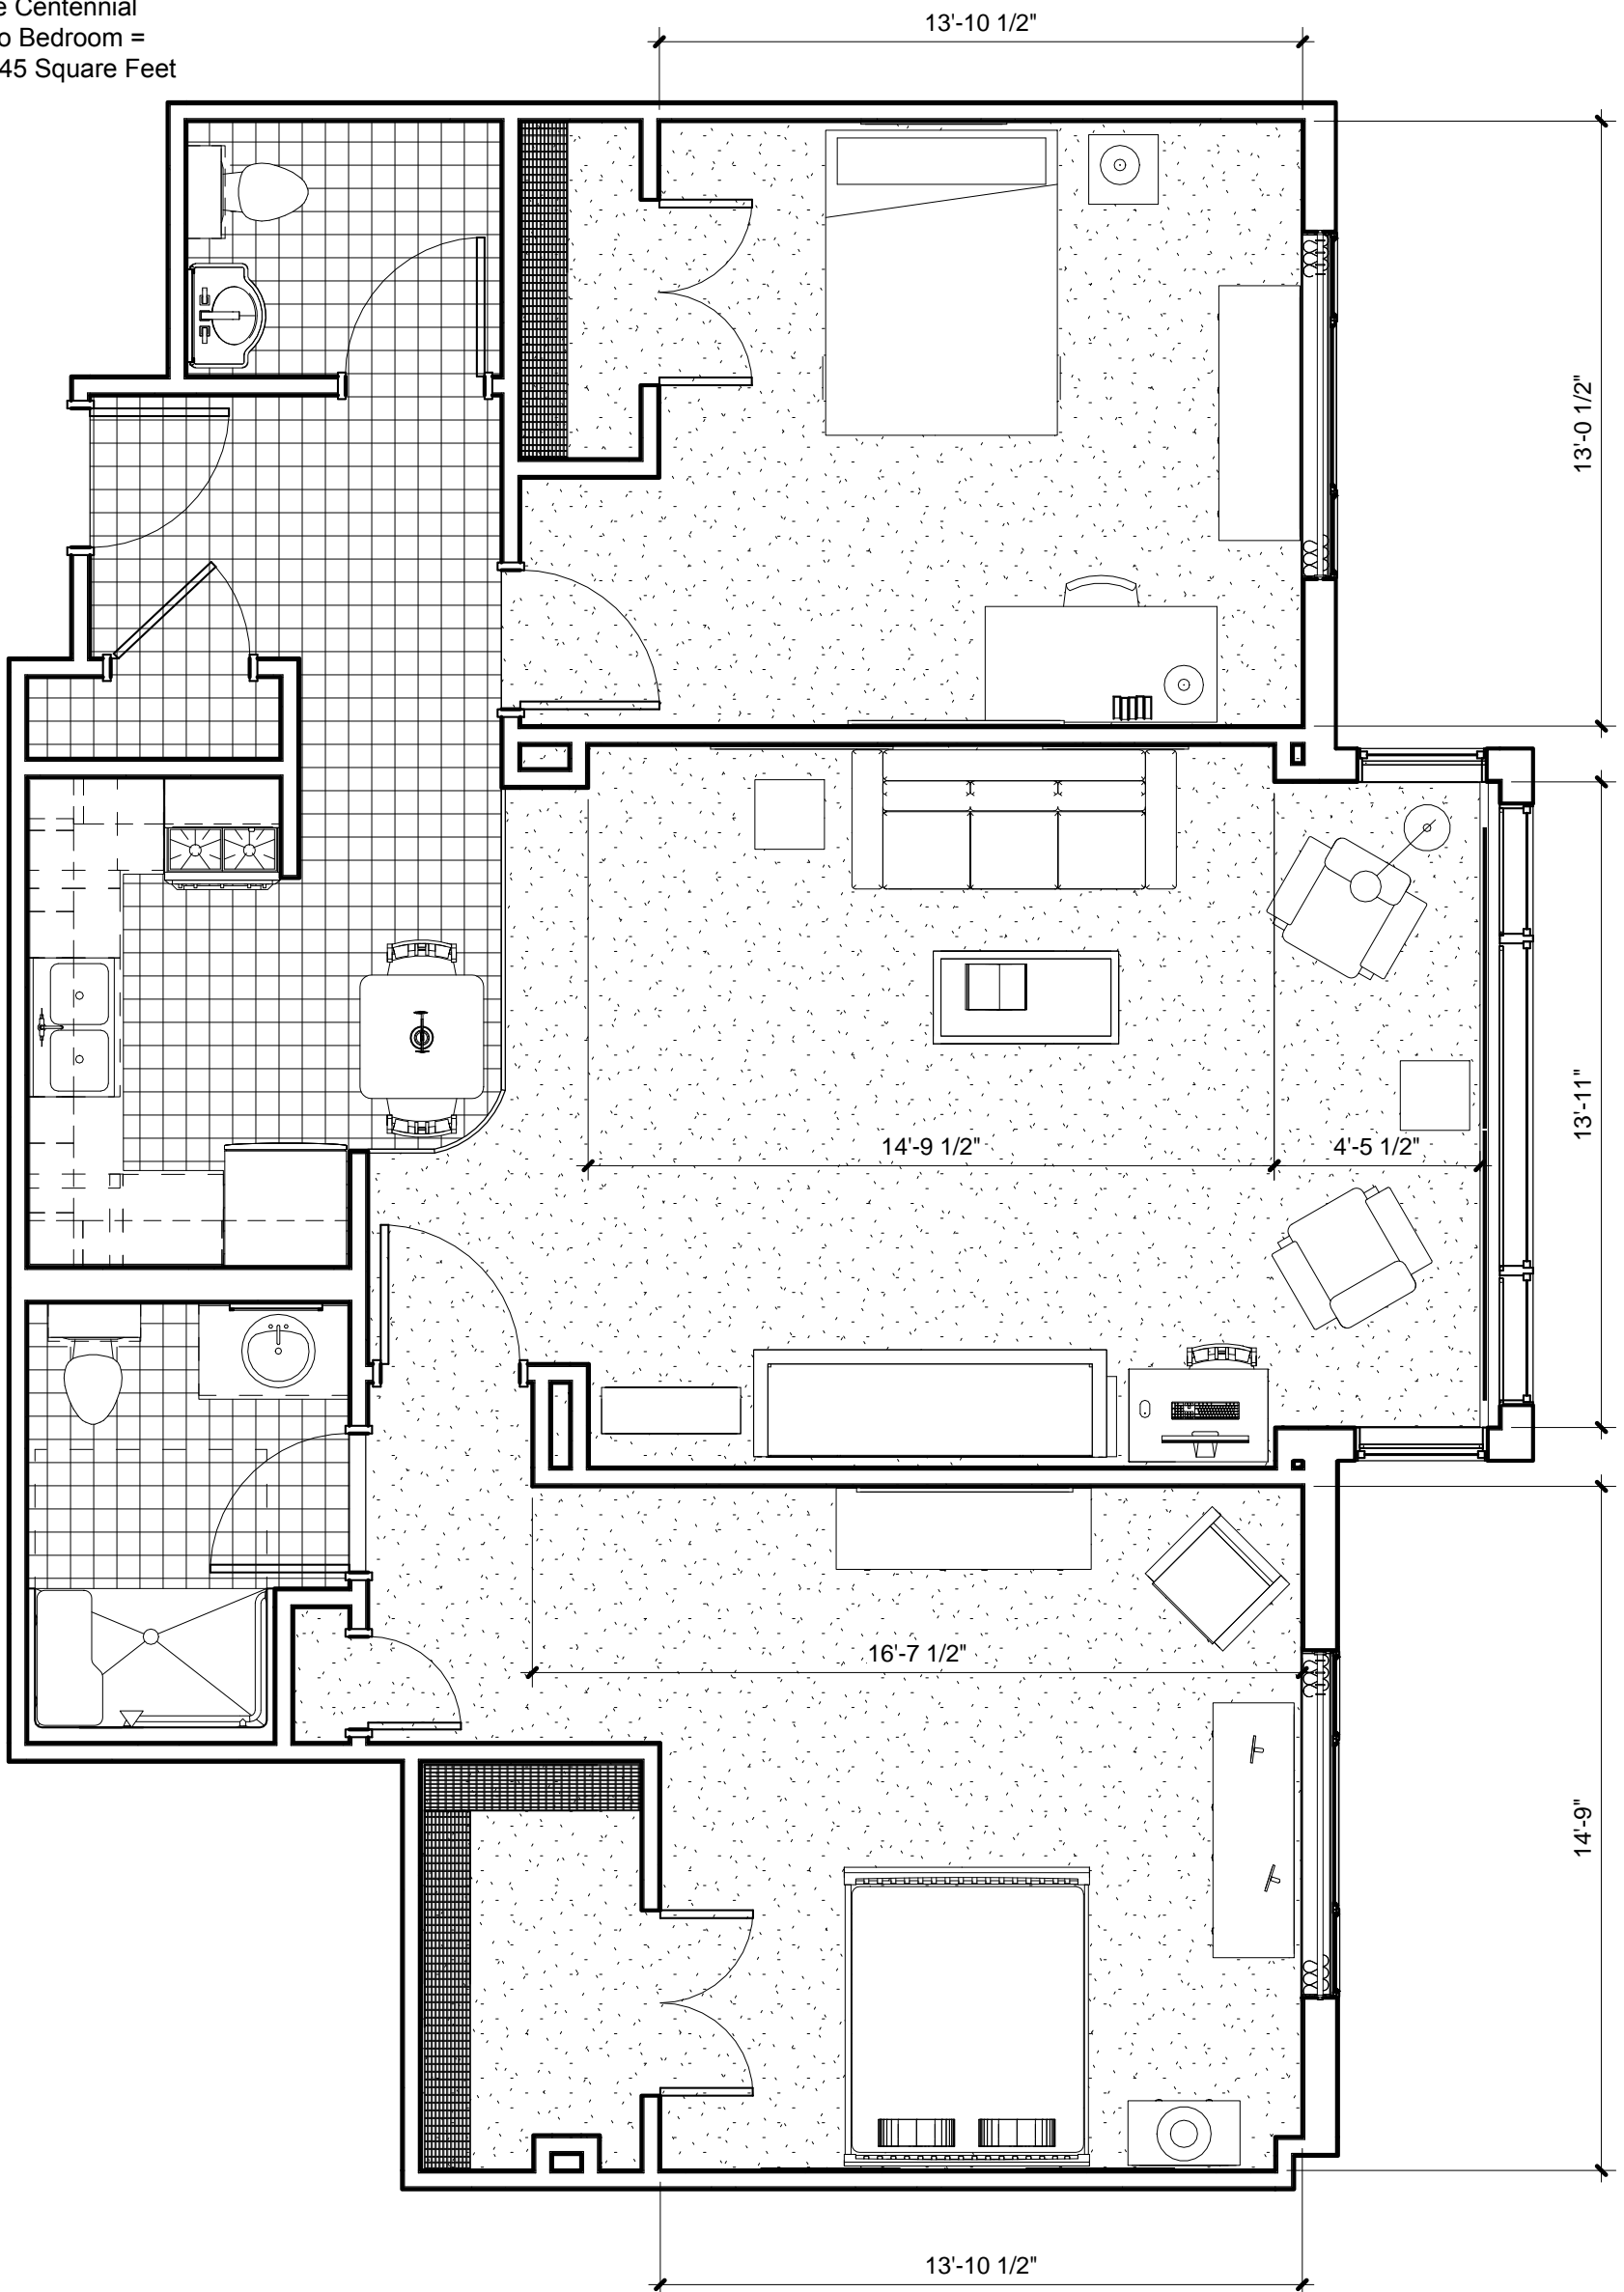 Centennial
Bedroom =
45 Square Feet
13'-10 1/2"
13'-0 1/2"
13'-11"
14'-9 1/2"
4'-5 1/2"
16'-7 1/2"
14'-9"
13'-10 1/2"